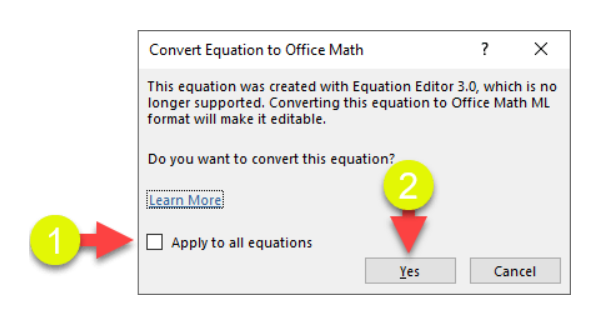 Convert Equation to Office Math ? X
This equation was created with Equation Editor 3.0, which is no
longer supported. Converting this equation to Office Math ML
format will make it editable.
Do you want to convert this equation?
2
Learn More
1
Apply to all equations
Yes Cancel